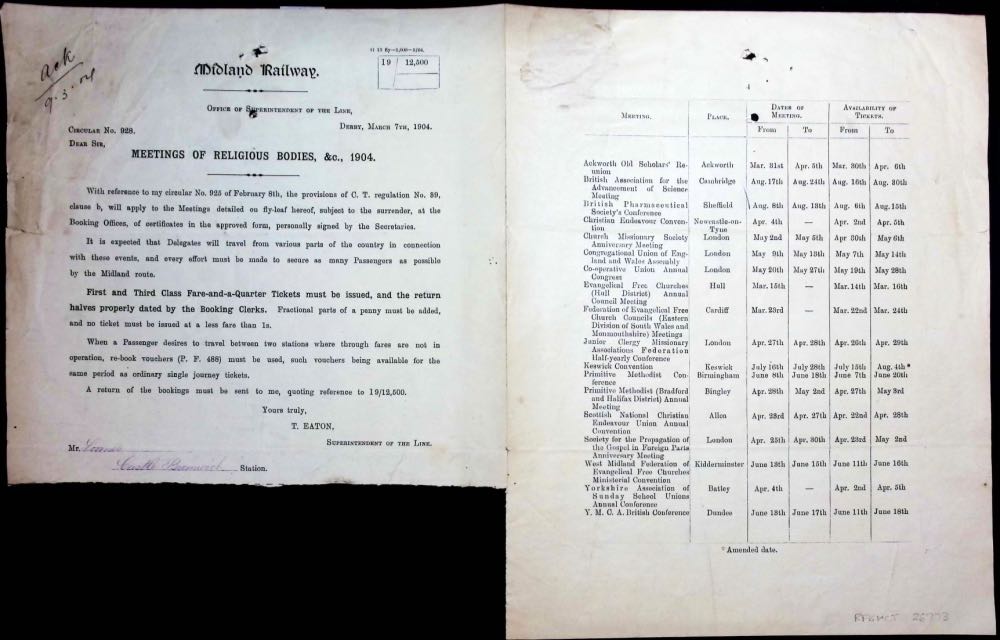 ack
9.3.04
H 13 By—1,500—3/04.
19 / 12,500
Midland Railway.
Office of Superintendent of the Line,
Derby, March 7th, 1904.
Circular No. 928.
Dear Sir,
MEETINGS OF RELIGIOUS BODIES, &c., 1904.
With reference to my circular No. 925 of February 8th, the provisions of C. T. regulation No. 89,
clause b, will apply to the Meetings detailed on fly-leaf hereof, subject to the surrender, at the
Booking Offices, of certificates in the approved form, personally signed by the Secretaries.
It is expected that Delegates will travel from various parts of the country in connection
with these events, and every effort must be made to secure as many Passengers as possible
by the Midland route.
First and Third Class Fare-and-a-Quarter Tickets must be issued, and the return
halves properly dated by the Booking Clerks. Fractional parts of a penny must be added,
and no ticket must be issued at a less fare than 1s.
When a Passenger desires to travel between two stations where through fares are not in
operation, re-book vouchers (P. F. 488) must be used, such vouchers being available for the
same period as ordinary single journey tickets.
A return of the bookings must be sent to me, quoting reference to 19/12,500.
Yours truly,
T. EATON,
Superintendent of the Line.
Mr.
Castle Bromwich Station.
4
Meeting. Place. Dates of Meeting. Availability of Tickets.
From To From To
Ackworth Old Scholars' Re-
union Ackworth Mar. 31st Apr. 5th Mar. 30th Apr. 6th
British Association for the
Advancement of Science
Meeting Cambridge Aug. 17th Aug. 24th Aug. 16th Aug. 30th
British Pharmaceutical
Society's Conference Sheffield Aug. 8th Aug. 13th Aug. 6th Aug. 15th
Christian Endeavour Conven-
tion Newcastle-on-Tyne Apr. 4th — Apr. 2nd Apr. 5th
Church Missionary Society
Anniversary Meeting London May 2nd May 5th Apr 30th May 6th
Congregational Union of Eng-
land and Wales Assembly London May 9th May 13th May 7th May 14th
Co-operative Union Annual
Congress London May 20th May 27th May 19th May 28th
Evangelical Free Churches
(Hull District) Annual
Council Meeting Hull Mar. 15th — Mar. 14th Mar. 16th
Federation of Evangelical Free
Church Councils (Eastern
Division of South Wales and
Monmouthshire) Meetings Cardiff Mar. 23rd — Mar. 22nd Mar. 24th
Junior Clergy Missionary
Associations Federation
Half-yearly Conference London Apr. 27th Apr. 28th Apr. 26th Apr. 29th
Keswick Convention Keswick July 16th July 28th July 15th Aug. 4th *
Primitive Methodist Con-
ference Birmingham June 8th June 18th June 7th June 20th
Primitive Methodist (Bradford
and Halifax District) Annual
Meeting Bingley Apr. 28th May 2nd Apr. 27th May 3rd
Scottish National Christian
Endeavour Union Annual
Convention Alloa Apr. 23rd Apr. 27th Apr. 22nd Apr. 28th
Society for the Propagation of
the Gospel in Foreign Parts
Anniversary Meeting London Apr. 25th Apr. 30th Apr. 23rd May 2nd
West Midland Federation of
Evangelical Free Churches
Ministerial Convention Kidderminster June 13th June 15th June 11th June 16th
Yorkshire Association of
Sunday School Unions
Annual Conference Batley Apr. 4th — Apr. 2nd Apr. 5th
Y. M. C. A. British Conference Dundee June 13th June 17th June 11th June 18th
* Amended date.
26773